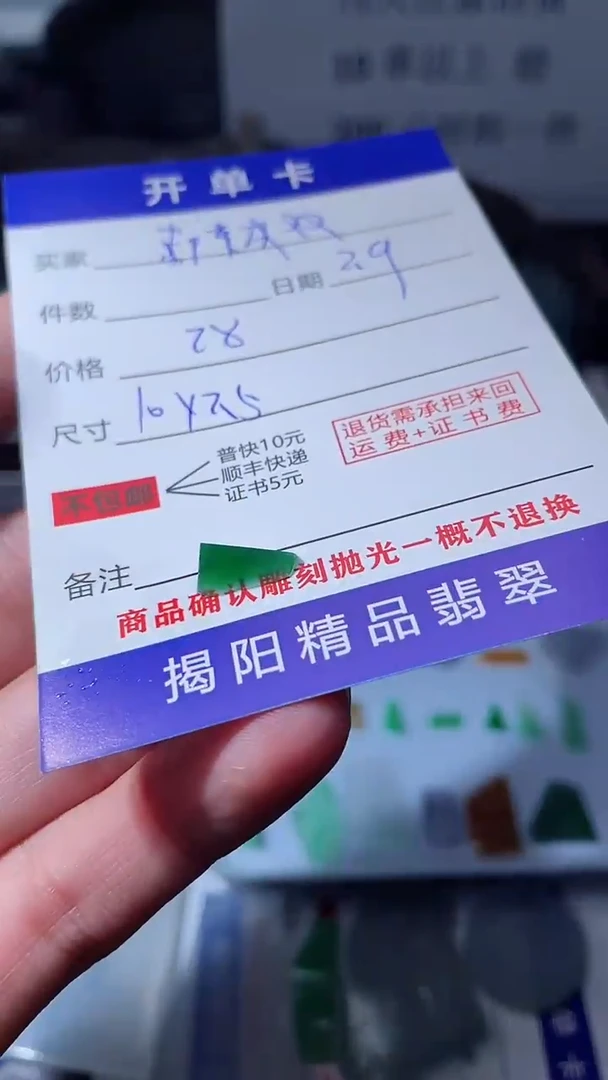 开单卡
买家
件数 日期 29
价格 28
尺寸
退货需承担来回
运费+证书费
不包邮
普快10元
顺丰快递
证书5元
备注
商品确认雕刻抛光一概不退换
揭阳精品翡翠